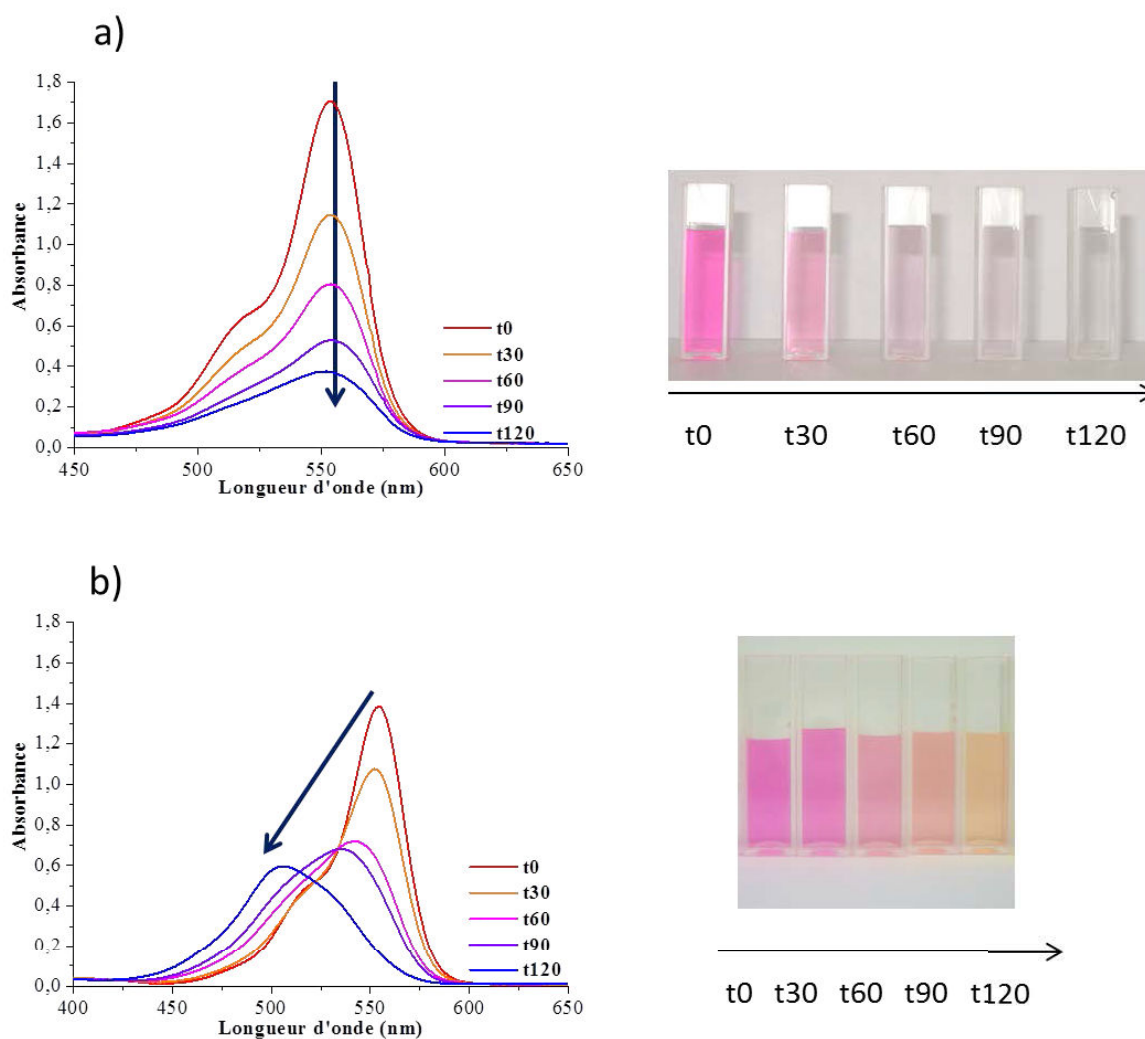 a)
1,8
1,6
1,4
1,2
1,0
0,8
0,6
0,4
0,2
0,0
Absorbance
450 500 550 600 650
Longueur d'onde (nm)
t0
t30
t60
t90
t120
t0 t30 t60 t90 t120
b)
1,8
1,6
1,4
1,2
1,0
0,8
0,6
0,4
0,2
0,0
Absorbance
400 450 500 550 600 650
Longueur d'onde (nm)
t0
t30
t60
t90
t120
t0 t30 t60 t90 t120